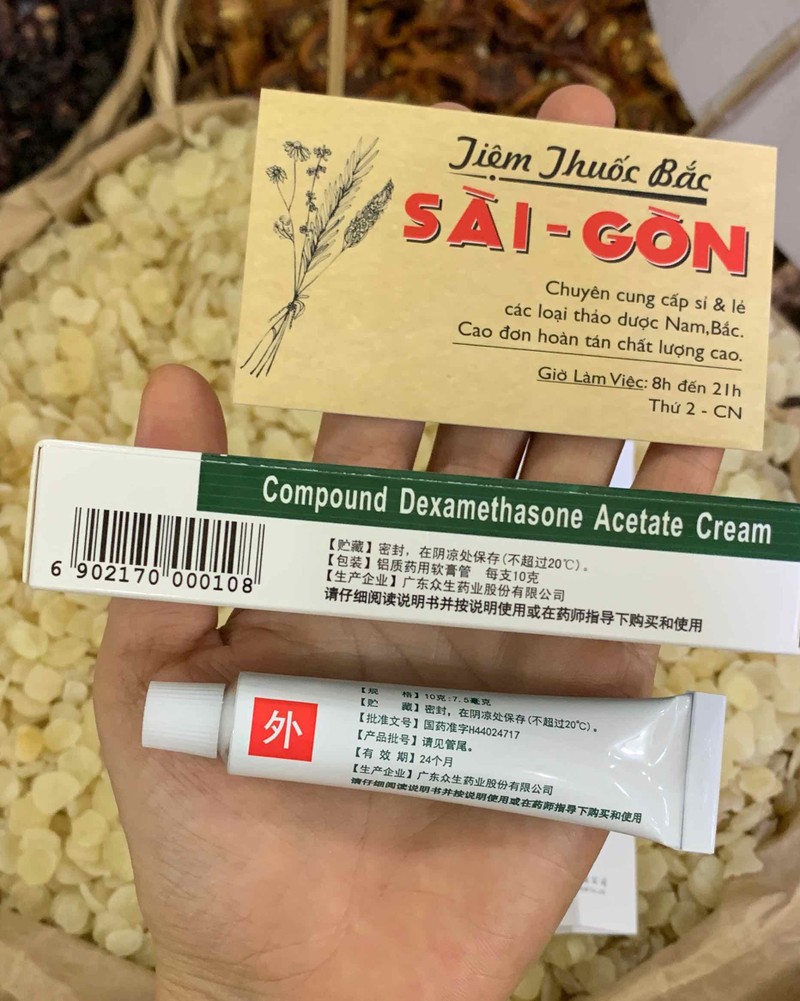 Tiệm Thuốc Bắc
SÀI-GÒN
Chuyên cung cấp sỉ & lẻ
các loại thảo dược Nam,Bắc.
Cao đơn hoàn tán chất lượng cao.
Giờ Làm Việc: 8h đến 21h
Thứ 2 - CN
Compound Dexamethasone Acetate Cream
6 902170 000108
【贮藏】密封，在阴凉处保存(不超过20℃)。
【包装】铝质药用软膏管 每支10克
【生产企业】广东众生药业股份有限公司
请仔细阅读说明书并按说明使用或在药师指导下购买和使用
外
【规 格】10克:7.5毫克
【贮 藏】密封，在阴凉处保存(不超过20℃)。
【批准文号】国药准字H44024717
【产品批号】请见管尾。
【有 效 期】24个月
【生产企业】广东众生药业股份有限公司
请仔细阅读说明书并按说明使用或在药师指导下购买和使用